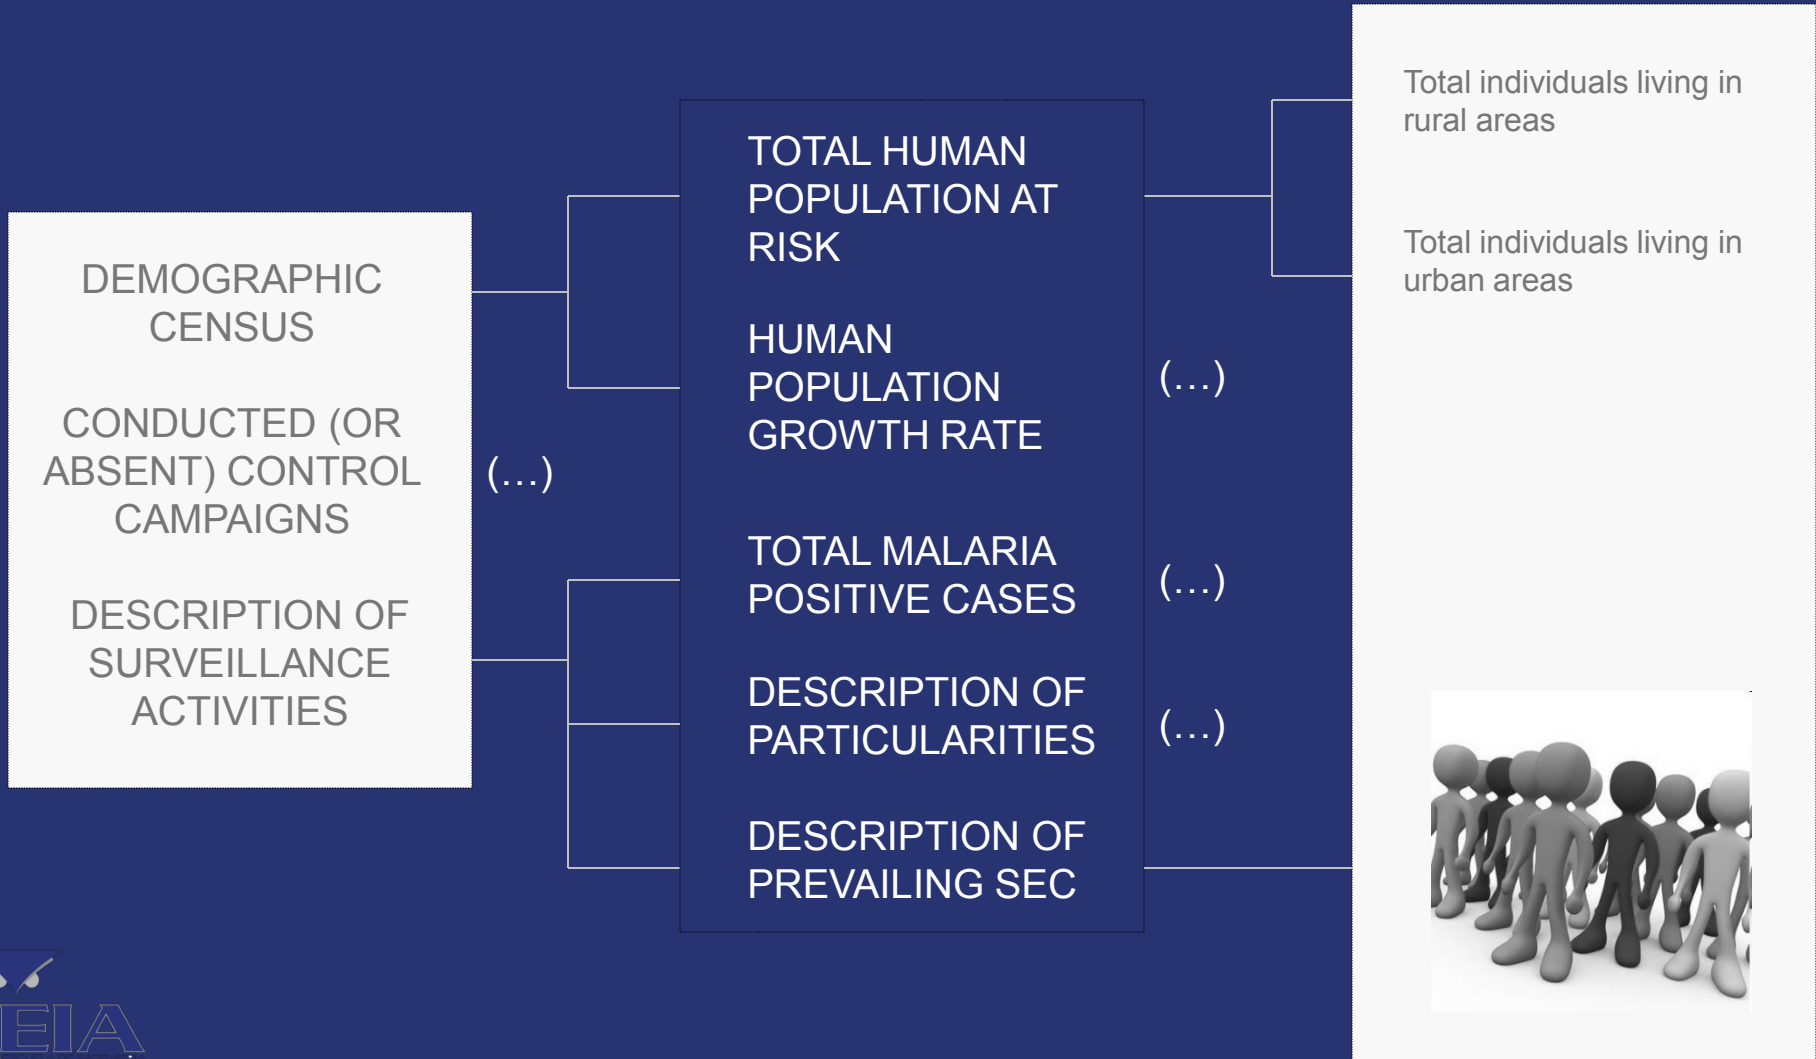 DEMOGRAPHIC
CENSUS
CONDUCTED (OR
ABSENT) CONTROL
CAMPAIGNS
(...)
DESCRIPTION OF
SURVEILLANCE
ACTIVITIES
TOTAL HUMAN
POPULATION AT
RISK
HUMAN
POPULATION
GROWTH RATE
(...)
TOTAL MALARIA
POSITIVE CASES
(...)
DESCRIPTION OF
PARTICULARITIES
(...)
DESCRIPTION OF
PREVAILING SEC
Total individuals living in
rural areas
Total individuals living in
urban areas
EIA